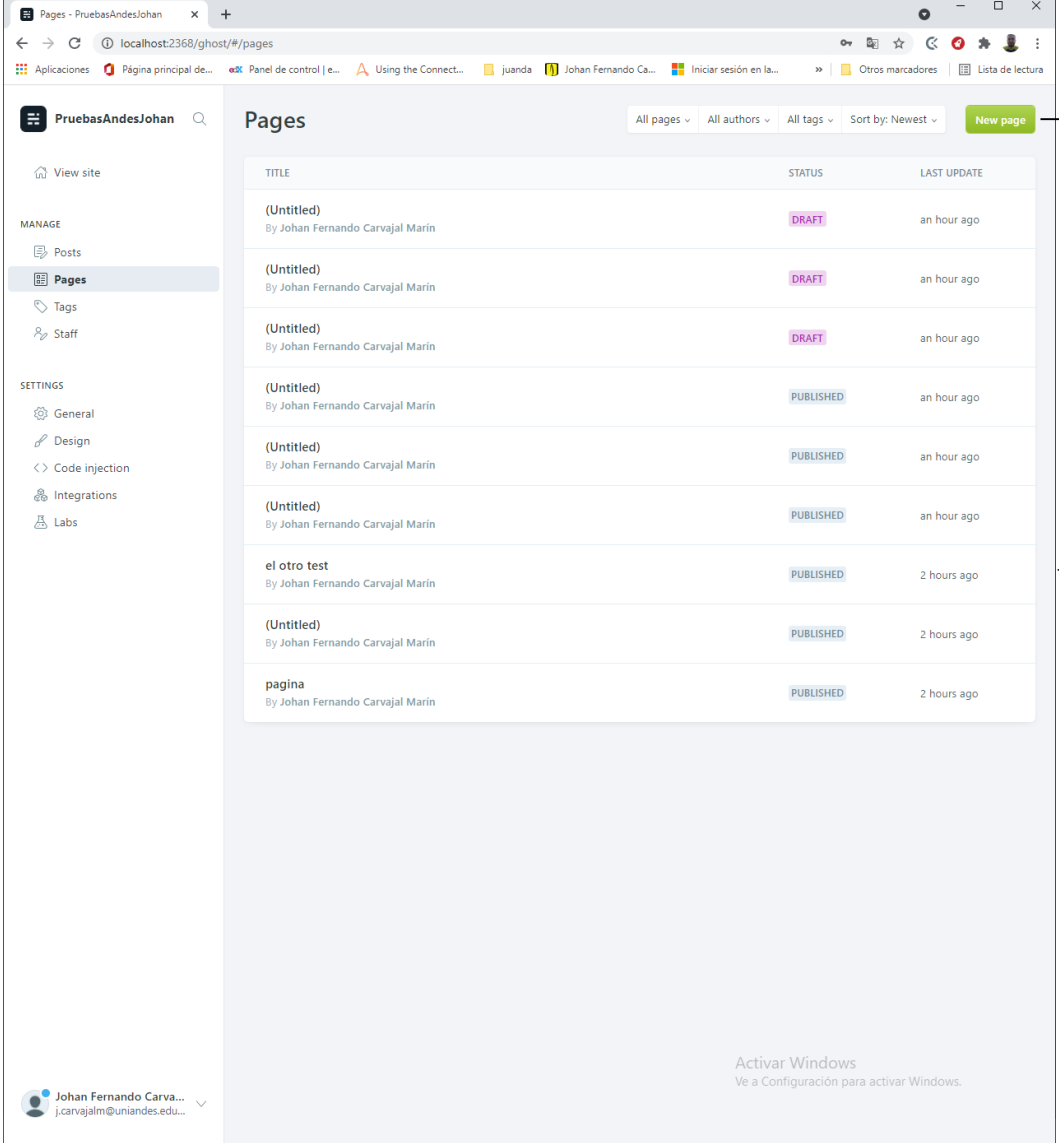 Pages - PruebasAndesJohan
localhost:2368/ghost/#/pages
Aplicaciones Página principal de... Panel de control | e... Using the Connect... juanda Johan Fernando Ca... Iniciar sesión en la... » Otros marcadores Lista de lectura
PruebasAndesJohan
Pages
All pages All authors All tags Sort by: Newest New page
View site
MANAGE
Posts
Pages
Tags
Staff
SETTINGS
General
Design
Code injection
Integrations
Labs
TITLE STATUS LAST UPDATE
(Untitled)
By Johan Fernando Carvajal Marín
DRAFT an hour ago
(Untitled)
By Johan Fernando Carvajal Marín
DRAFT an hour ago
(Untitled)
By Johan Fernando Carvajal Marín
DRAFT an hour ago
(Untitled)
By Johan Fernando Carvajal Marín
PUBLISHED an hour ago
(Untitled)
By Johan Fernando Carvajal Marín
PUBLISHED an hour ago
(Untitled)
By Johan Fernando Carvajal Marín
PUBLISHED an hour ago
el otro test
By Johan Fernando Carvajal Marín
PUBLISHED 2 hours ago
(Untitled)
By Johan Fernando Carvajal Marín
PUBLISHED 2 hours ago
pagina
By Johan Fernando Carvajal Marín
PUBLISHED 2 hours ago
Activar Windows
Ve a Configuración para activar Windows.
Johan Fernando Carva...
j.carvajalm@uniandes.edu...